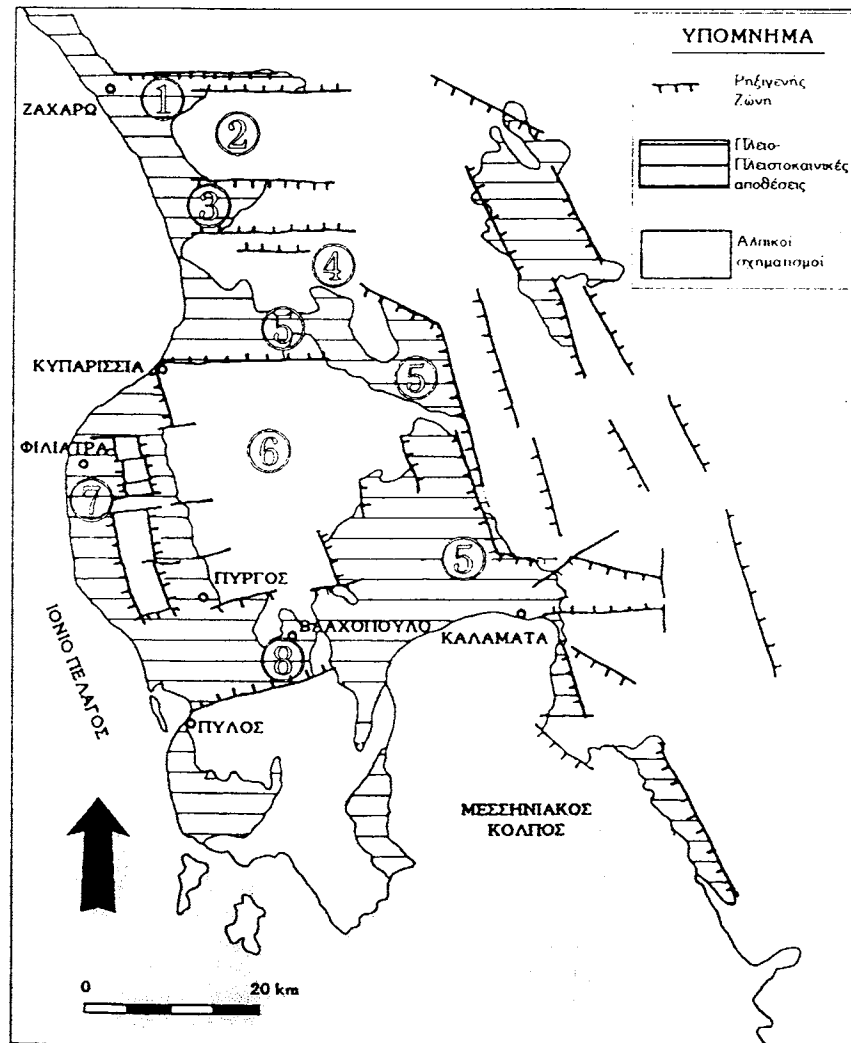 ΥΠΟΜΝΗΜΑ
Ρηξιγενής
Ζώνη
Πλειο-
Πλειστοκαινικές
αποθέσεις
Αλπικοί
σχηματισμοί
ΖΑΧΑΡΩ
1
2
3
4
5
ΚΥΠΑΡΙΣΣΙΑ
5
6
ΦΙΛΙΑΤΡΑ
7
5
ΠΥΡΓΟΣ
ΒΛΑΧΟΠΟΥΛΟ
ΚΑΛΑΜΑΤΑ
8
ΙΟΝΙΟ ΠΕΛΑΓΟΣ
ΠΥΛΟΣ
ΜΕΣΣΗΝΙΑΚΟΣ
ΚΟΛΠΟΣ
0 20 km